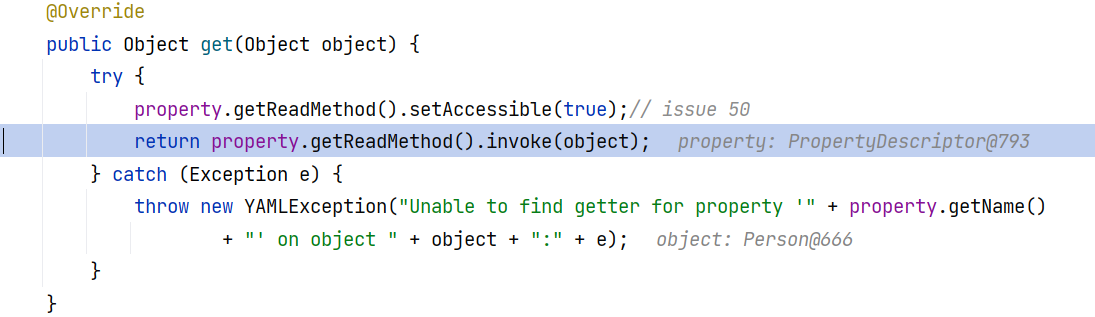 @Override
public Object get(Object object) {
try {
property.getReadMethod().setAccessible(true);// issue 50
return property.getReadMethod().invoke(object); property: PropertyDescriptor@793
} catch (Exception e) {
throw new YAMLException("Unable to find getter for property '" + property.getName()
+ "' on object " + object + ":" + e); object: Person@666
}
}